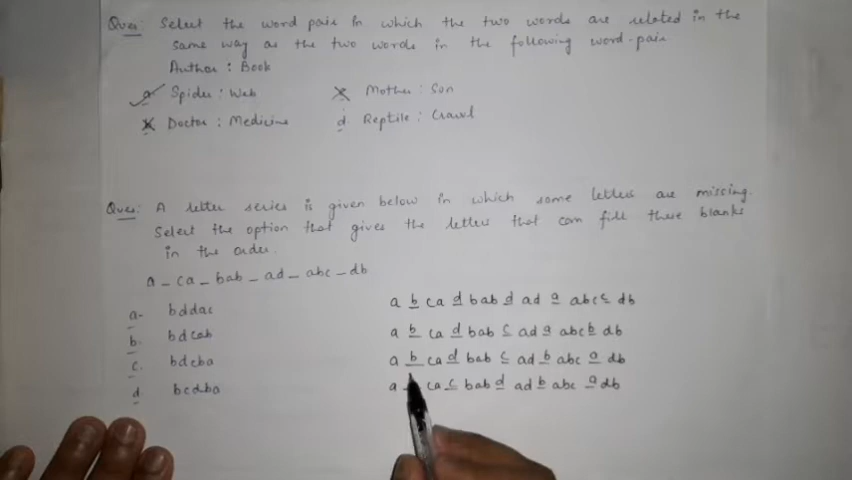 Ques: Select the word pair in which the two words are related in the
same way as the two words in the following word-pair.
Author : Book
a Spider : Web
Mother : Son
Doctor : Medicine
d Reptile : Crawl
Ques: A letter series is given below in which some letters are missing.
Select the option that gives the letters that can fill these blanks
in the order.
a _ ca _ bab _ ad _ abc _ db
a- bddac
a b ca d bab d ad a abc c db
b. bdcab
a b ca d bab c ad a abc b db
c. bdcba
a b ca d bab c ad b abc a db
d. bcdba
a ca c bab d ad b abc a db